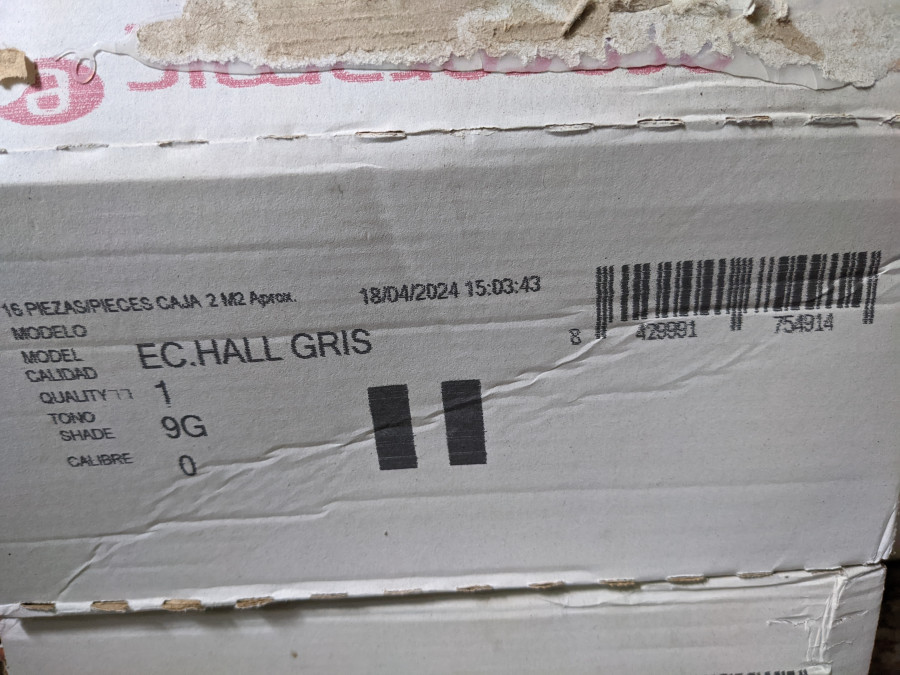 16 PIEZAS/PIECES CAJA 2 M2 Aprox.
18/04/2024 15:03:43
MODELO
MODEL EC.HALL GRIS
CALIDAD
QUALITY 1
TONO
SHADE 9G
CALIBRE 0
8 429991 754914